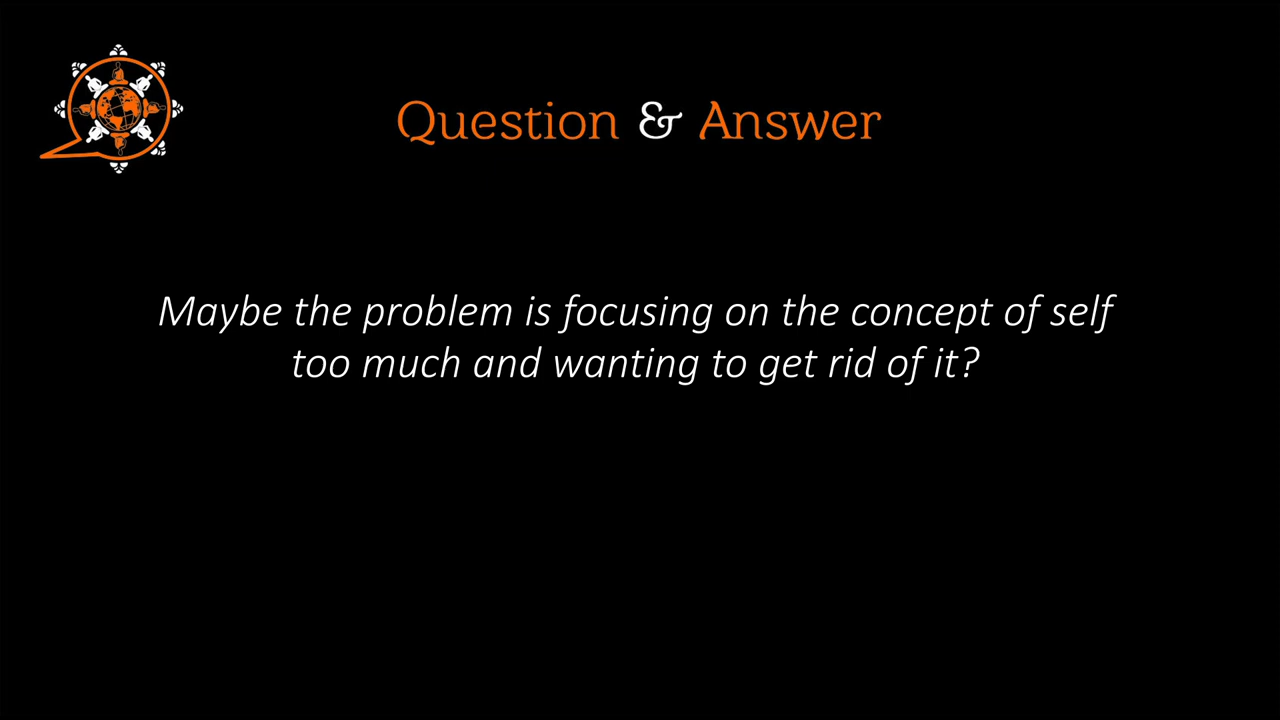 Question & Answer
Maybe the problem is focusing on the concept of self
too much and wanting to get rid of it?